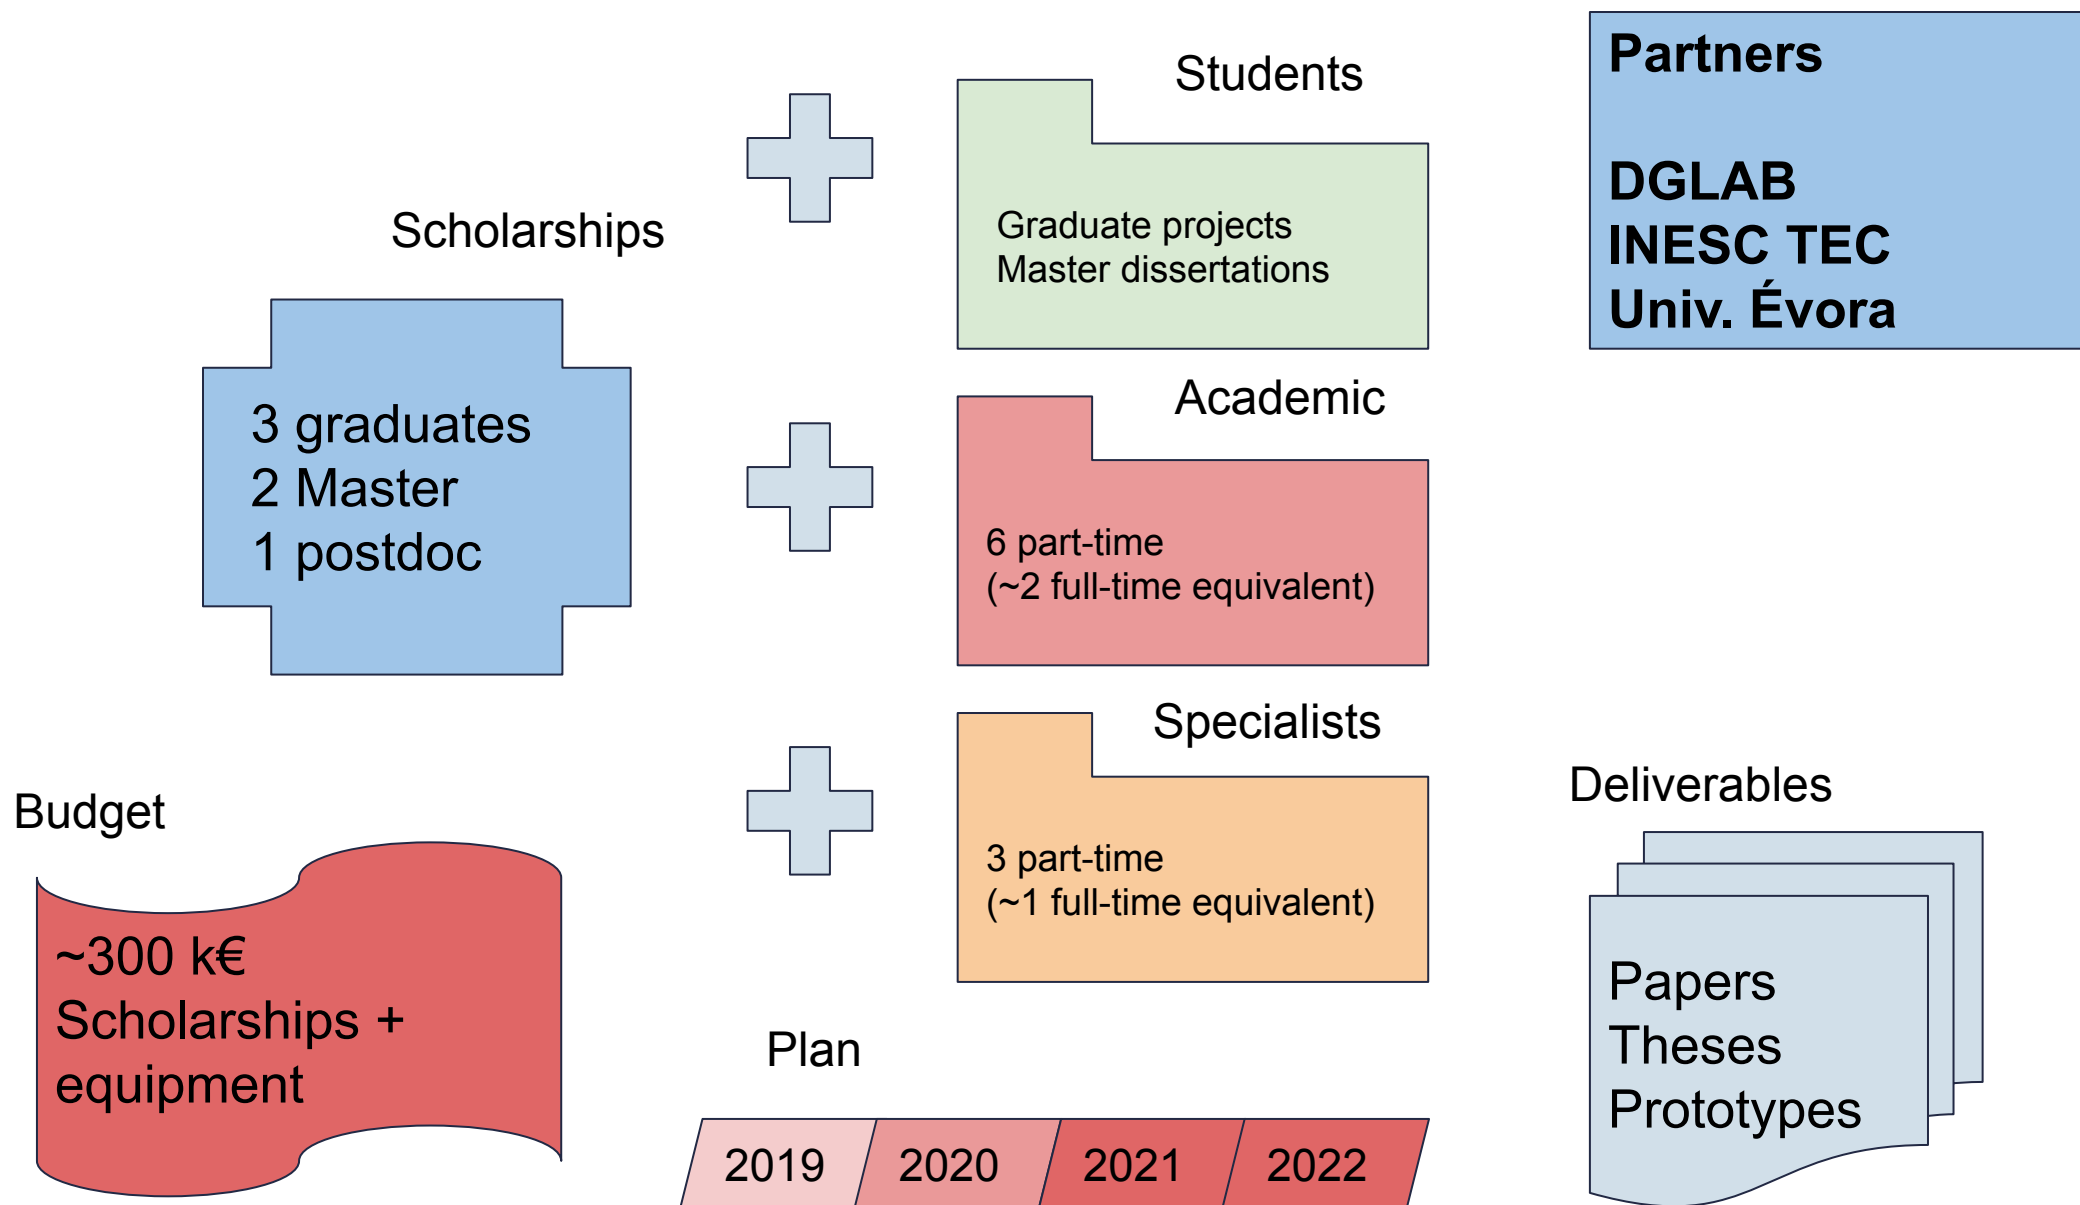 Scholarships
3 graduates
2 Master
1 postdoc
Students
Graduate projects
Master dissertations
Academic
6 part-time
(~2 full-time equivalent)
Specialists
3 part-time
(~1 full-time equivalent)
Partners
DGLAB
INESC TEC
Univ. Évora
Budget
~300 k€
Scholarships +
equipment
Plan
2019 2020 2021 2022
Deliverables
Papers
Theses
Prototypes